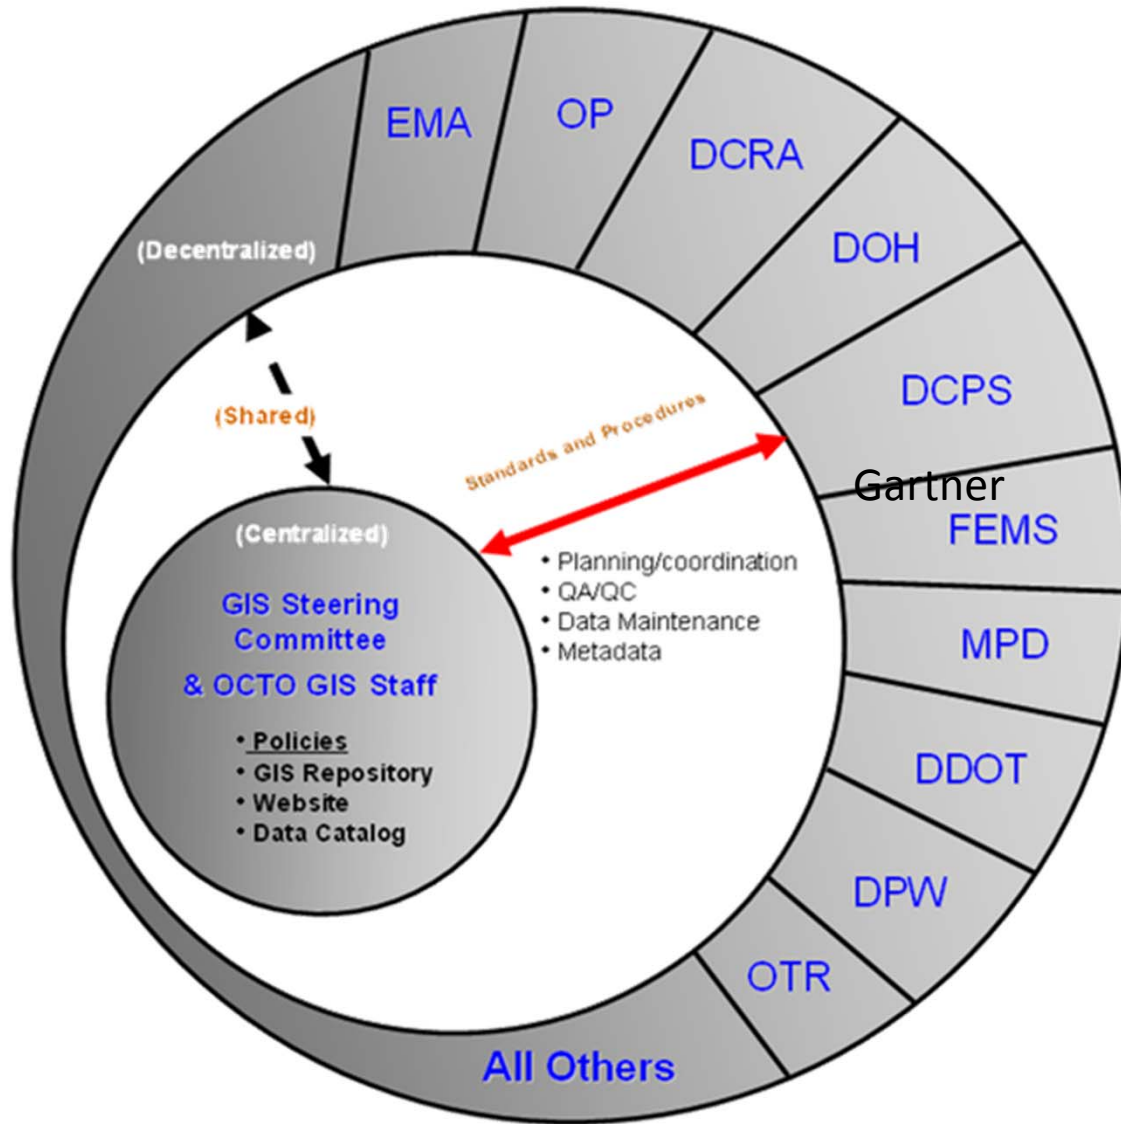 EMA
OP
DCRA
DOH
DCPS
Gartner
FEMS
MPD
DDOT
DPW
OTR
All Others
(Decentralized)
(Shared)
Standards and Procedures
(Centralized)
GIS Steering
Committee
& OCTO GIS Staff
• Policies
• GIS Repository
• Website
• Data Catalog
• Planning/coordination
• QA/QC
• Data Maintenance
• Metadata